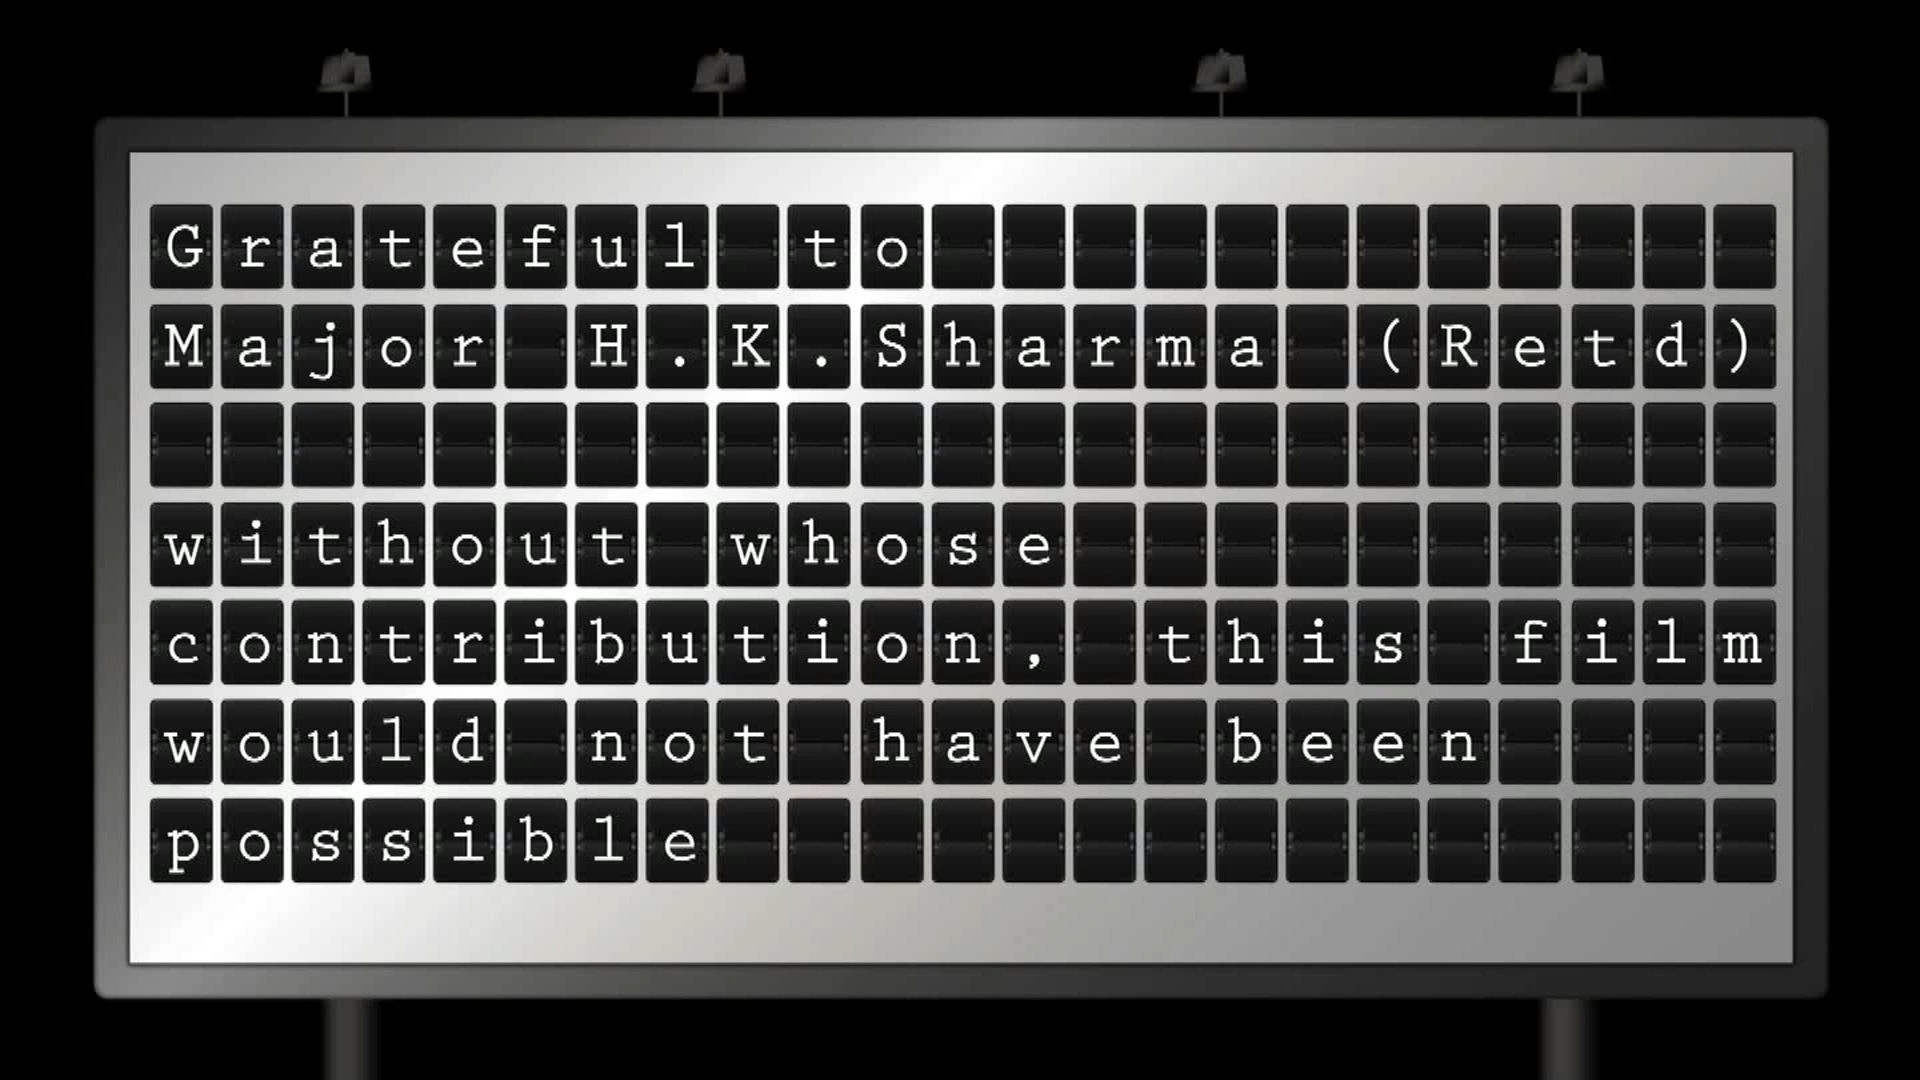 Grateful to
Major H.K.Sharma (Retd)
without whose
contribution, this film
would not have been
possible